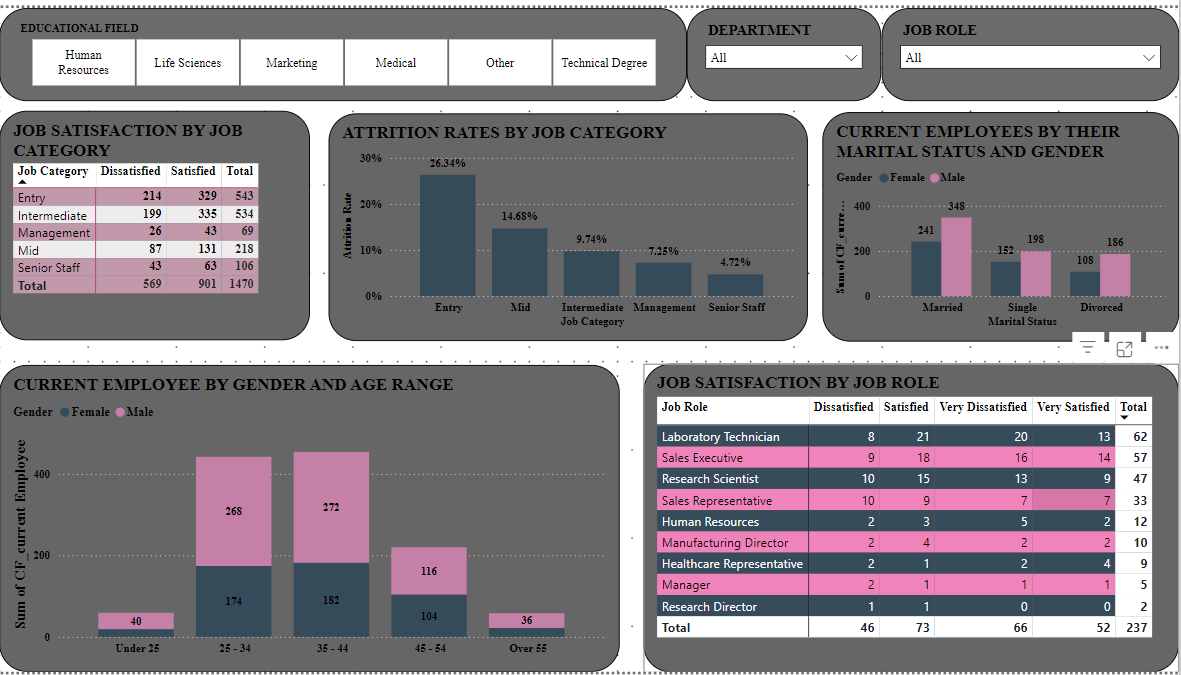 EDUCATIONAL FIELD
Human Resources
Life Sciences
Marketing
Medical
Other
Technical Degree
DEPARTMENT
All
JOB ROLE
All
JOB SATISFACTION BY JOB
CATEGORY
Job Category Dissatisfied Satisfied Total
Entry 214 329 543
Intermediate 199 335 534
Management 26 43 69
Mid 87 131 218
Senior Staff 43 63 106
Total 569 901 1470
ATTRITION RATES BY JOB CATEGORY
Attrition Rate
30%
20%
10%
0%
26.34%
14.68%
9.74%
7.25%
4.72%
Entry Mid Intermediate Management Senior Staff
Job Category
CURRENT EMPLOYEES BY THEIR
MARITAL STATUS AND GENDER
Gender Female Male
Sum of CF_curre...
400
200
0
241 348
152 198
108 186
Married Single Divorced
Marital Status
CURRENT EMPLOYEE BY GENDER AND AGE RANGE
Gender Female Male
Sum of CF_current Employee
400
200
0
40
268
174
272
182
116
104
36
Under 25 25 - 34 35 - 44 45 - 54 Over 55
JOB SATISFACTION BY JOB ROLE
Job Role Dissatisfied Satisfied Very Dissatisfied Very Satisfied Total
Laboratory Technician 8 21 20 13 62
Sales Executive 9 18 16 14 57
Research Scientist 10 15 13 9 47
Sales Representative 10 9 7 7 33
Human Resources 2 3 5 2 12
Manufacturing Director 2 4 2 2 10
Healthcare Representative 2 1 2 4 9
Manager 2 1 1 1 5
Research Director 1 1 0 0 2
Total 46 73 66 52 237